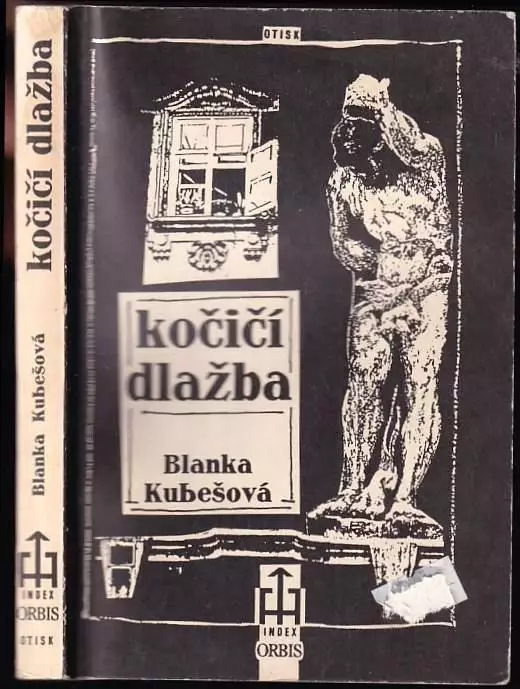 kočičí dlažba
Blanka Kubešová
INDEX
ORBIS
OTISK
OTISK
kočičí
dlažba
Blanka
Kubešová
INDEX
ORBIS